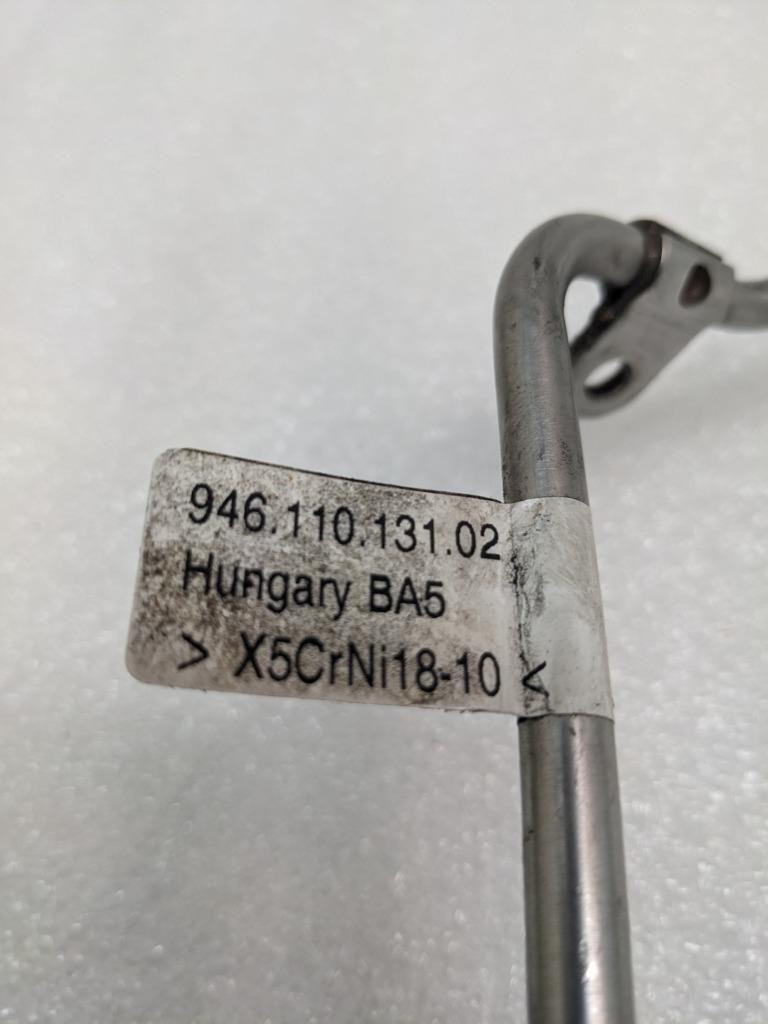 946.110.131.02
Hungary BA5
> X5CrNi18-10 <